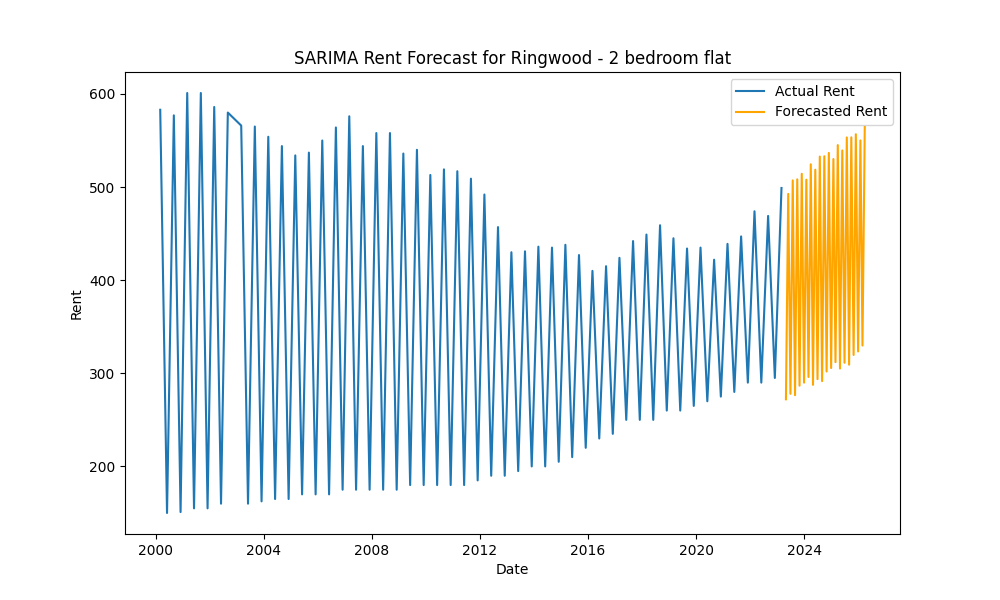 SARIMA Rent Forecast for Ringwood - 2 bedroom flat
Actual Rent
Forecasted Rent
600
500
400
300
200
Rent
2000
2004
2008
2012
2016
2020
2024
Date